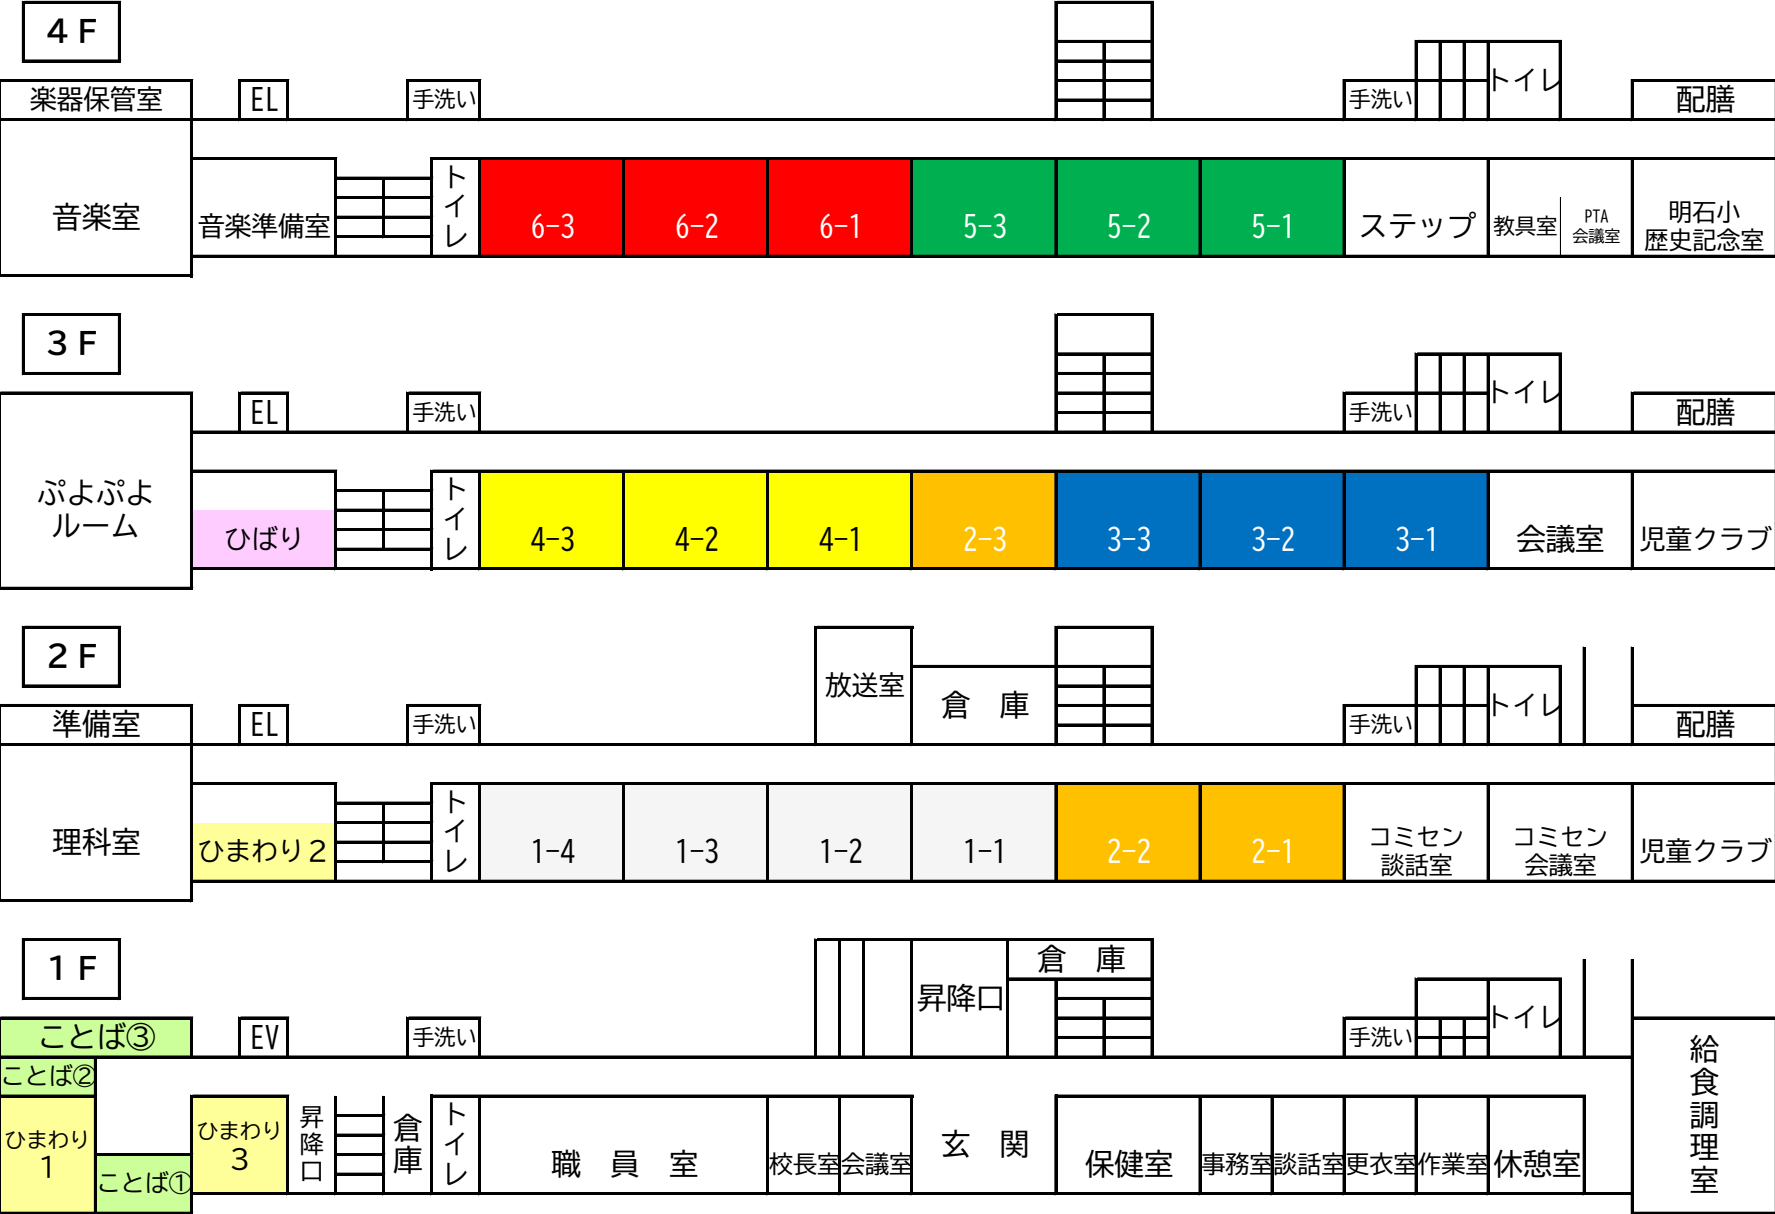 ４Ｆ
楽器保管室
EL
手洗い
手洗い
トイレ
配膳
音楽室
音楽準備室
トイレ
6-3
6-2
6-1
5-3
5-2
5-1
ステップ
教具室
PTA
会議室
明石小
歴史記念室
３Ｆ
EL
手洗い
手洗い
トイレ
配膳
ぷよぷよ
ルーム
ひばり
トイレ
4-3
4-2
4-1
2-3
3-3
3-2
3-1
会議室
児童クラブ
２Ｆ
放送室
倉　庫
準備室
EL
手洗い
手洗い
トイレ
配膳
理科室
ひまわり２
トイレ
1-4
1-3
1-2
1-1
2-2
2-1
コミセン
談話室
コミセン
会議室
児童クラブ
１Ｆ
倉　庫
昇降口
ことば③
EV
手洗い
手洗い
トイレ
ことば②
ひまわり
1
ことば①
ひまわり
3
昇降口
倉庫
トイレ
職　員　室
校長室
会議室
玄　関
保健室
事務室
談話室
更衣室
作業室
休憩室
給食調理室